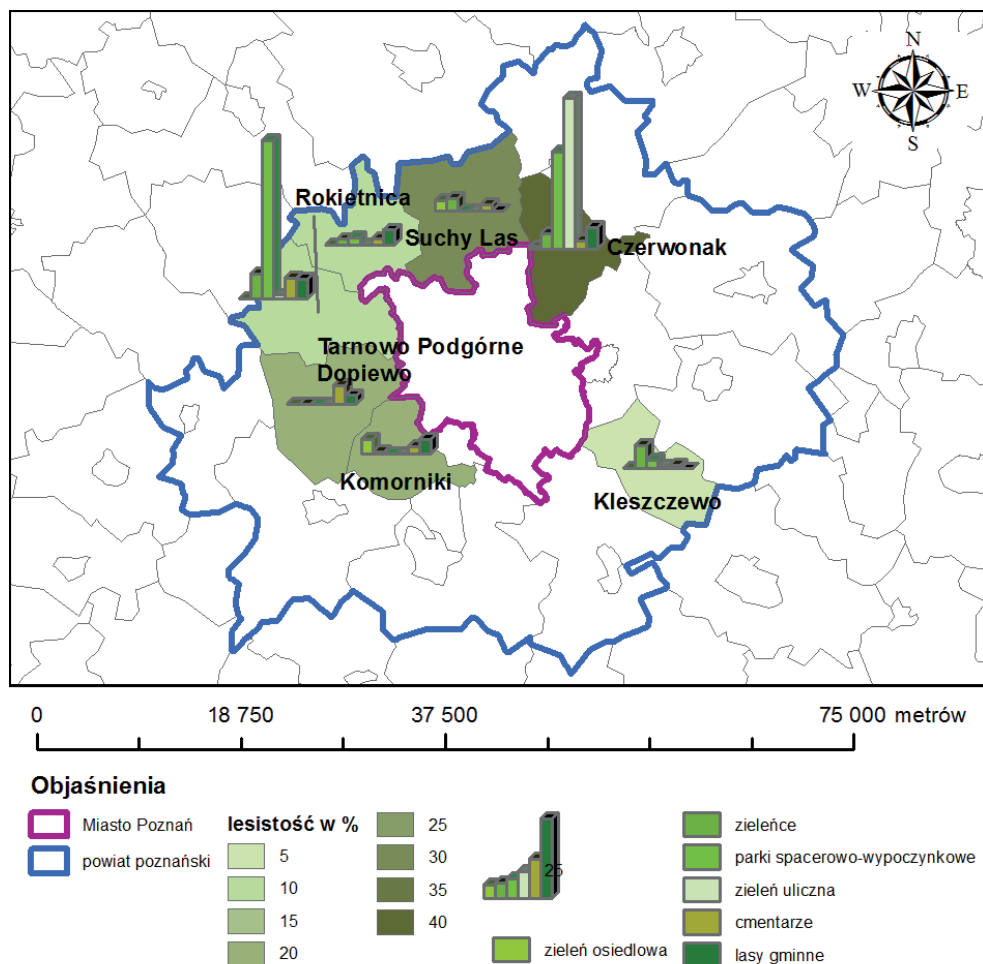 N
W E
S
Rokietnica
Suchy Las
Czerwonak
Tarnowo Podgórne
Dopiewo
Komorniki
Kleszczewo
0 18 750 37 500 75 000 metrów
Objaśnienia
Miasto Poznań
powiat poznański
lesistość w %
5
10
15
20
25
30
35
40
25
zieleń osiedlowa
zieleńce
parki spacerowo-wypoczynkowe
zieleń uliczna
cmentarze
lasy gminne